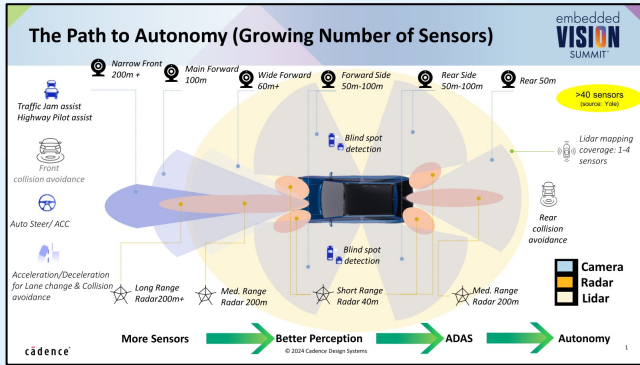 The Path to Autonomy (Growing Number of Sensors)
embedded
VISION
SUMMIT®
Narrow Front
200m +
Main Forward
100m
Wide Forward
60m+
Forward Side
50m-100m
Rear Side
50m-100m
Rear 50m
>40 sensors
(source: Yole)
Traffic Jam assist
Highway Pilot assist
Front
collision avoidance
Auto Steer/ ACC
Acceleration/Deceleration
for Lane change & Collision
avoidance
Blind spot
detection
Blind spot
detection
Lidar mapping
coverage: 1-4
sensors
Rear
collision
avoidance
Long Range
Radar200m+
Med. Range
Radar 200m
Short Range
Radar 40m
Med. Range
Radar 200m
Camera
Radar
Lidar
More Sensors
Better Perception
ADAS
Autonomy
cādence®
© 2024 Cadence Design Systems
1